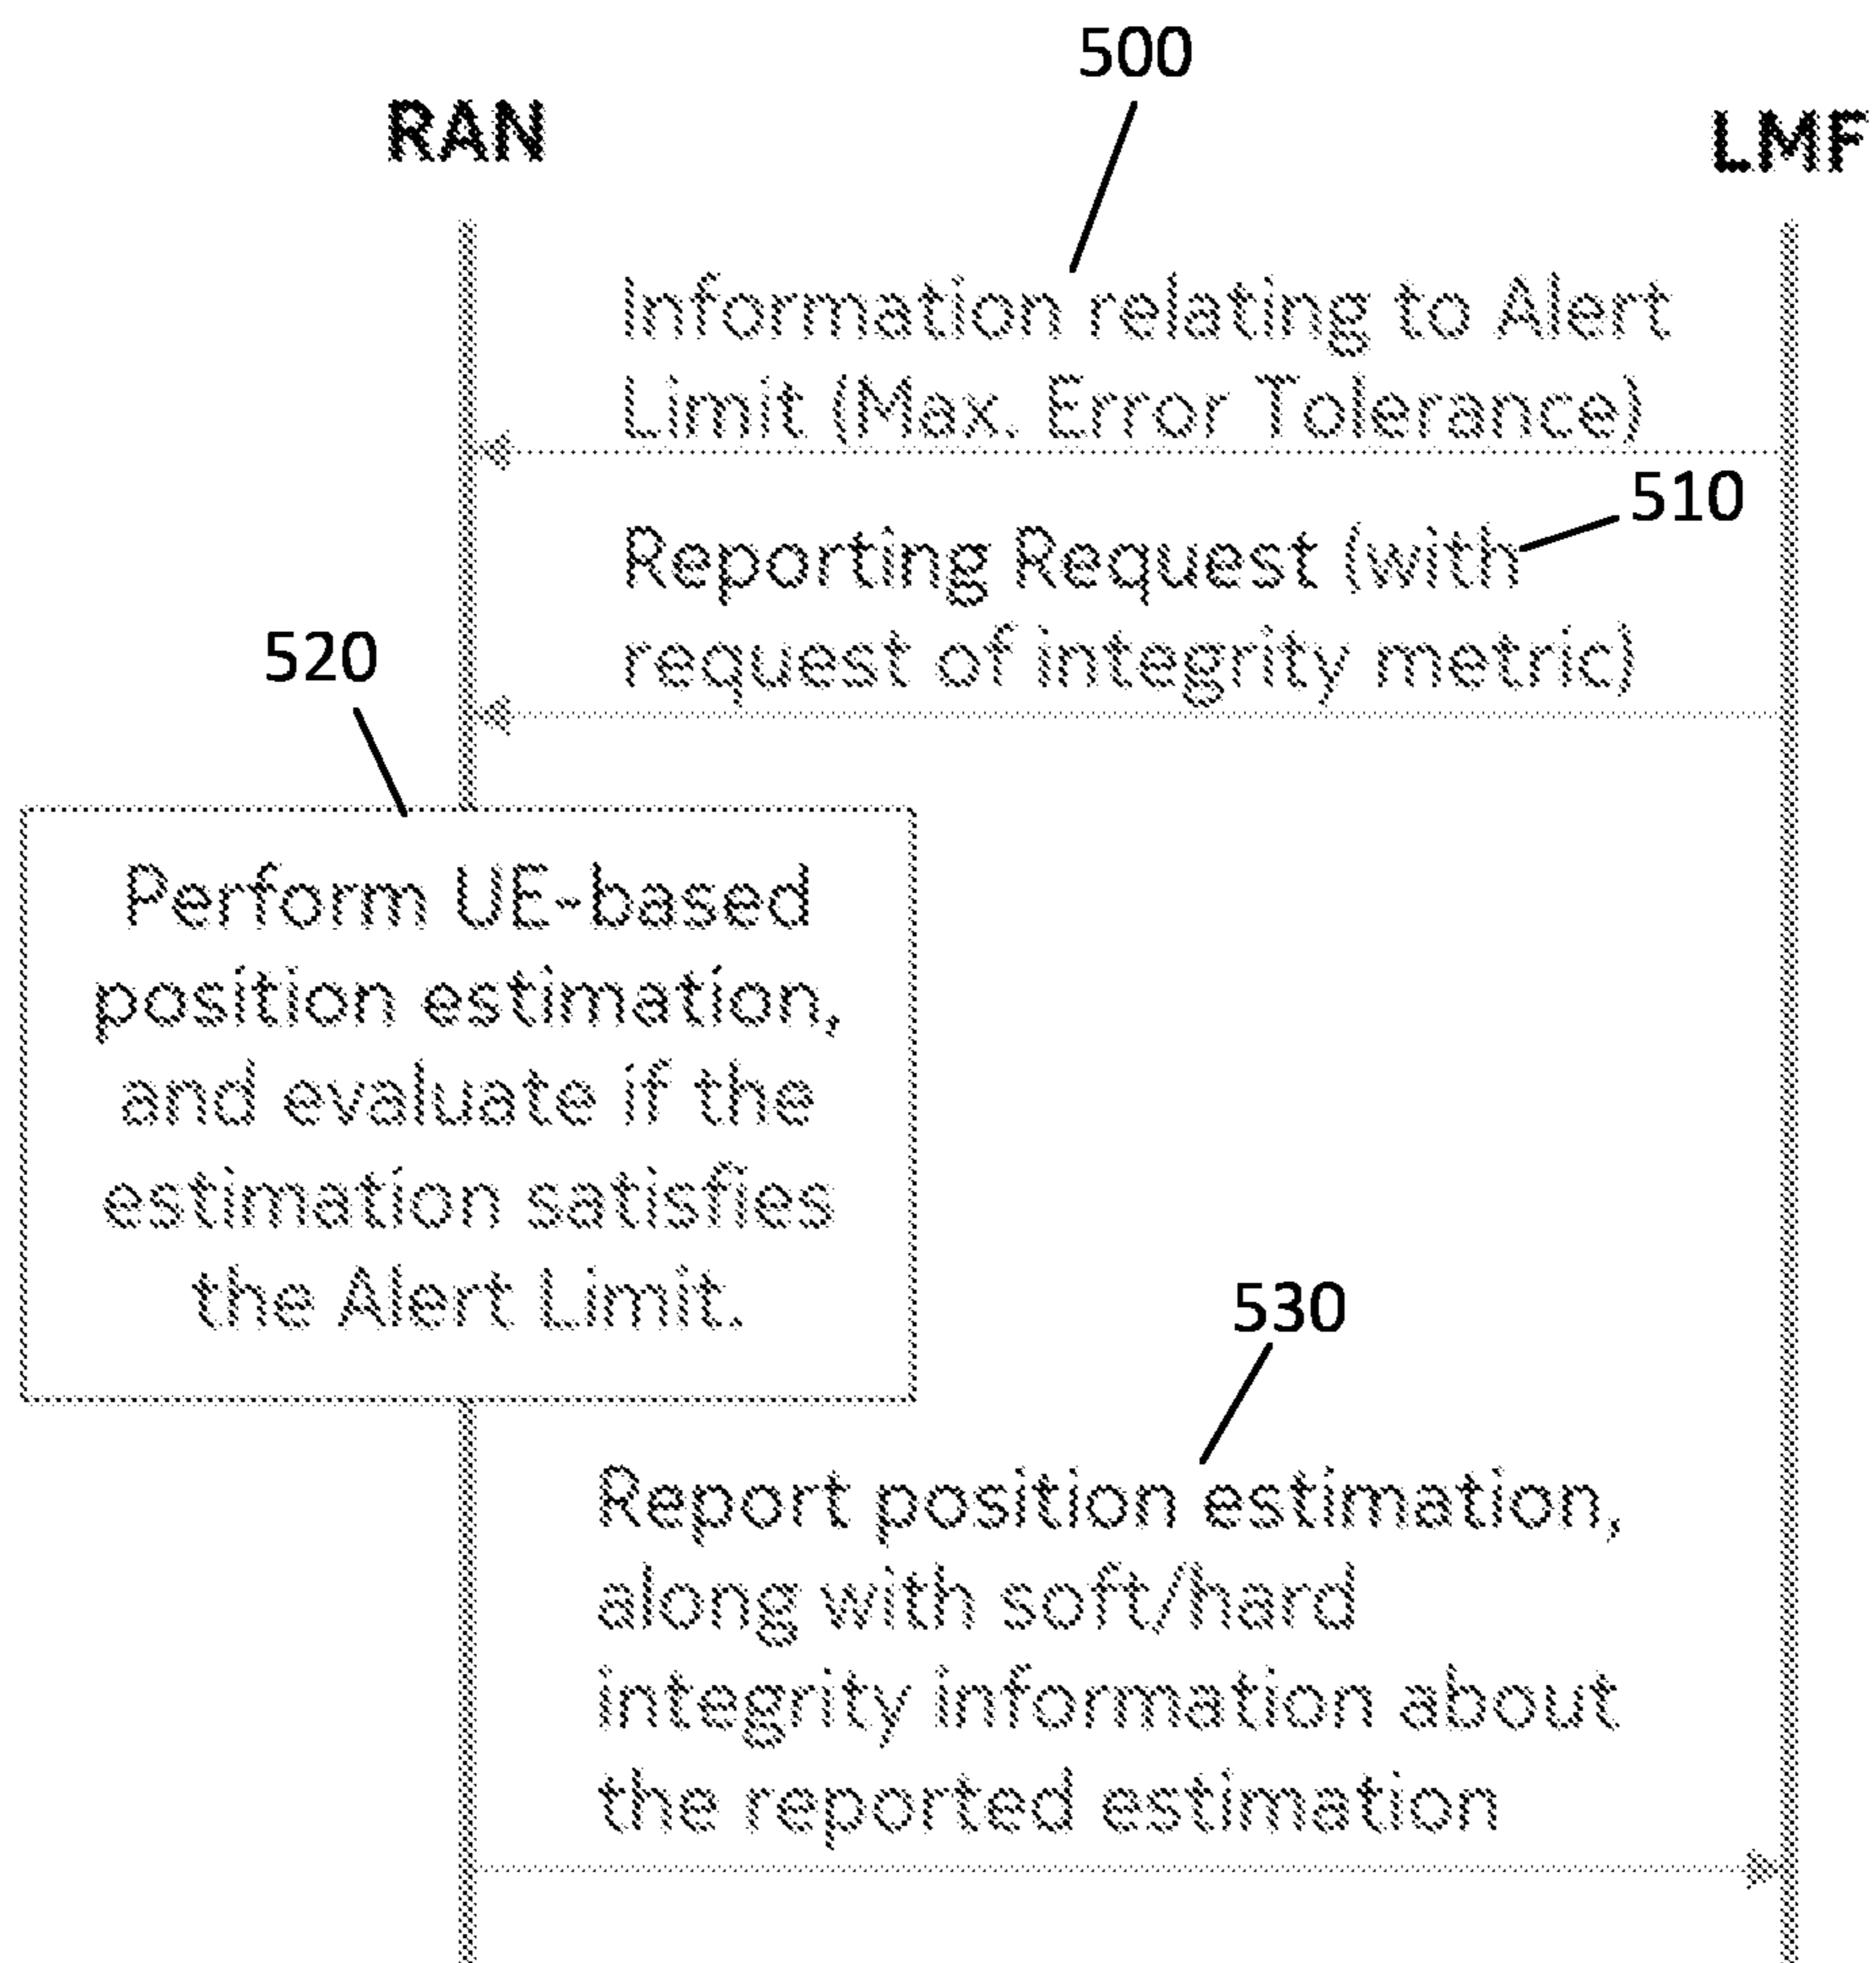 500
RAN
LMF
Information relating to Alert
Limit (Max. Error Tolerance)
510
Reporting Request (with
request of integrity metric)
520
Perform UE-based
position estimation,
and evaluate if the
estimation satisfies
the Alert Limit.
530
Report position estimation,
along with soft/hard
integrity information about
the reported estimation